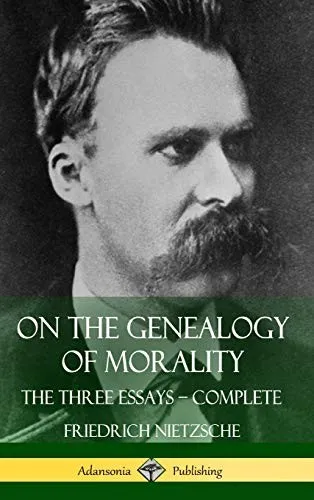 ON THE GENEALOGY
OF MORALITY
THE THREE ESSAYS – COMPLETE
FRIEDRICH NIETZSCHE
Adansonia Publishing